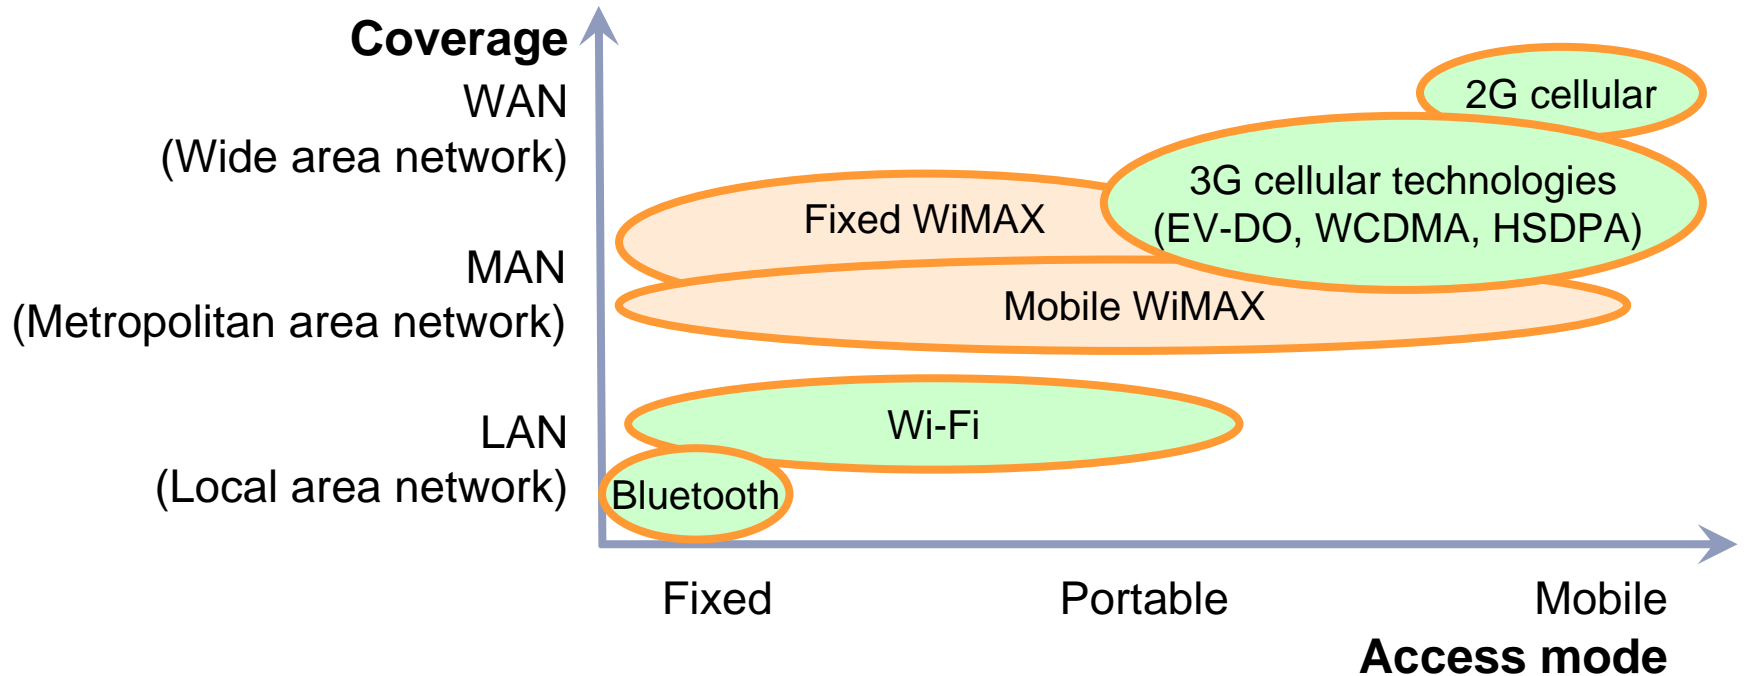 Coverage
WAN
(Wide area network)
MAN
(Metropolitan area network)
LAN
(Local area network)
2G cellular
3G cellular technologies
(EV-DO, WCDMA, HSDPA)
Fixed WiMAX
Mobile WiMAX
Wi-Fi
Bluetooth
Fixed
Portable
Mobile
Access mode